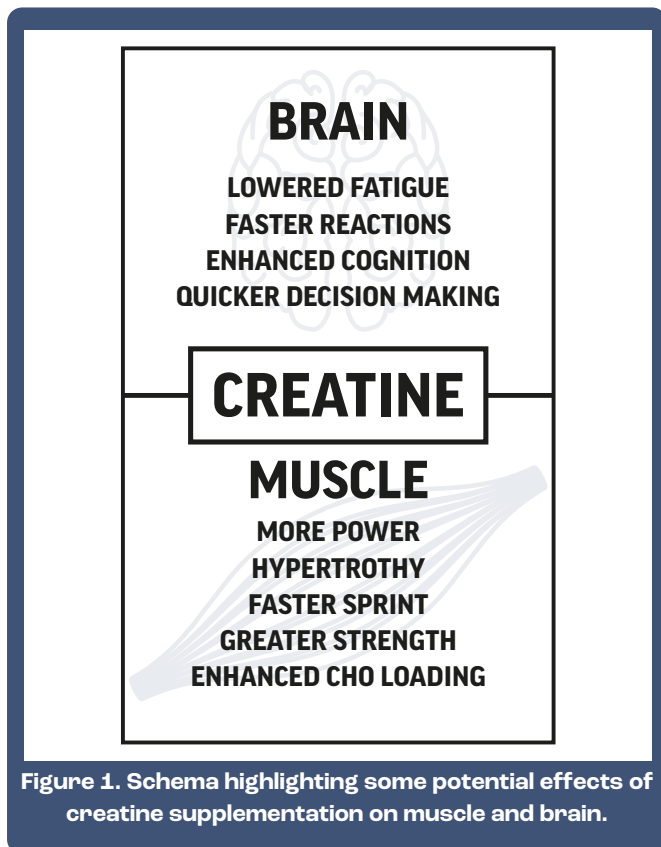 BRAIN
LOWERED FATIGUE
FASTER REACTIONS
ENHANCED COGNITION
QUICKER DECISION MAKING
CREATINE
MUSCLE
MORE POWER
HYPERTROTHY
FASTER SPRINT
GREATER STRENGTH
ENHANCED CHO LOADING
Figure 1. Schema highlighting some potential effects of
creatine supplementation on muscle and brain.